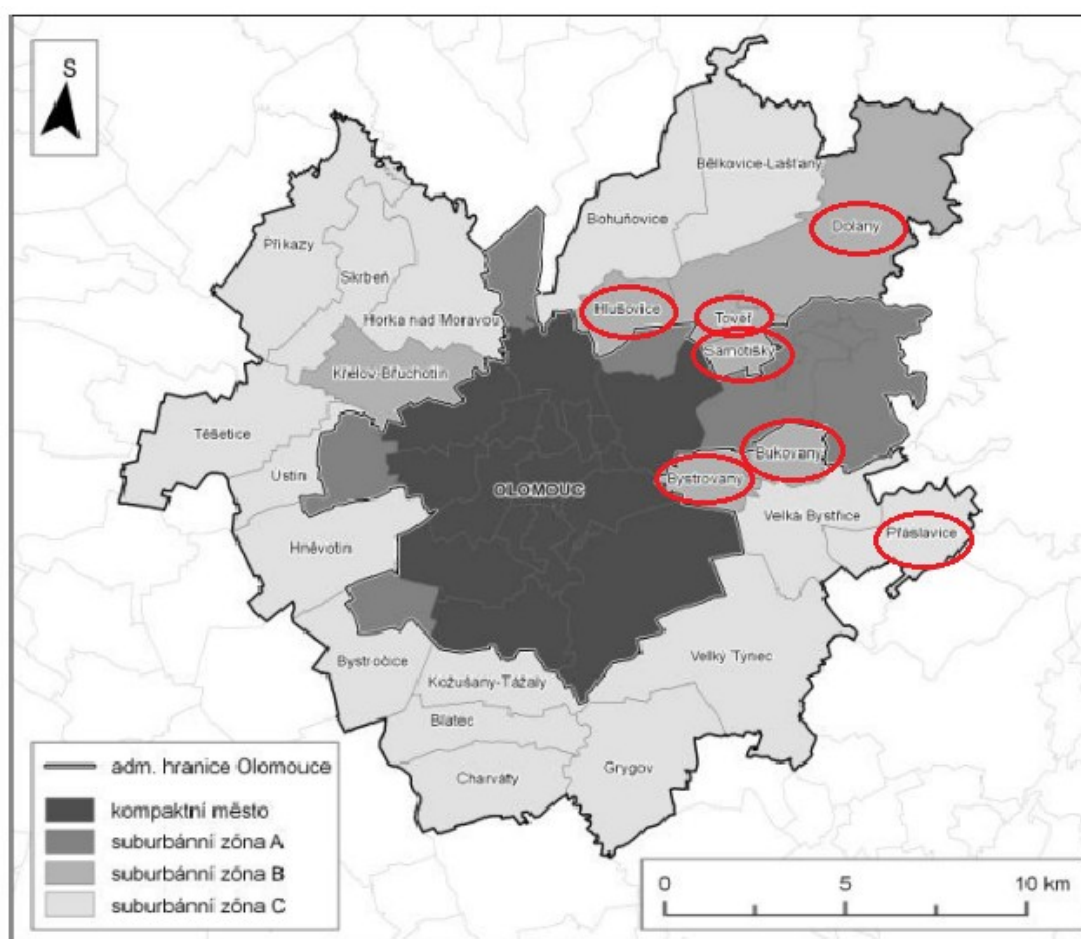 S
Bělkovice-Lašťany
Bohuňovice
Dolany
Příkazy
Skrbeň
Hlušovice
Tovéř
Horka nad Moravou
Samotišky
Křelov-Břuchotín
Těšetice
Bukovany
Ústín
Bystrovany
OLOMOUC
Velká Bystřice
Přáslavice
Hněvotín
Velký Týnec
Bystročice
Kožušany-Tážaly
Blatec
Grygov
Charváty
adm. hranice Olomouce
kompaktní město
suburbánní zóna A
suburbánní zóna B
suburbánní zóna C
0 5 10 km